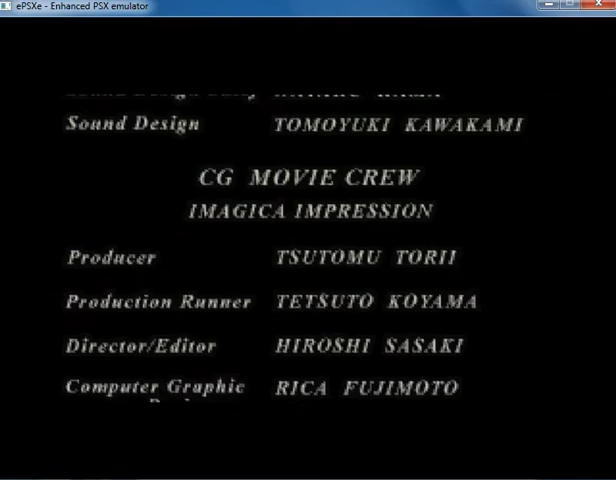 ePSXe - Enhanced PSX emulator
Sound Design TOMOYUKI KAWAKAMI
CG MOVIE CREW
IMAGICA IMPRESSION
Producer TSUTOMU TORII
Production Runner TETSUTO KOYAMA
Director/Editor HIROSHI SASAKI
Computer Graphic RICA FUJIMOTO